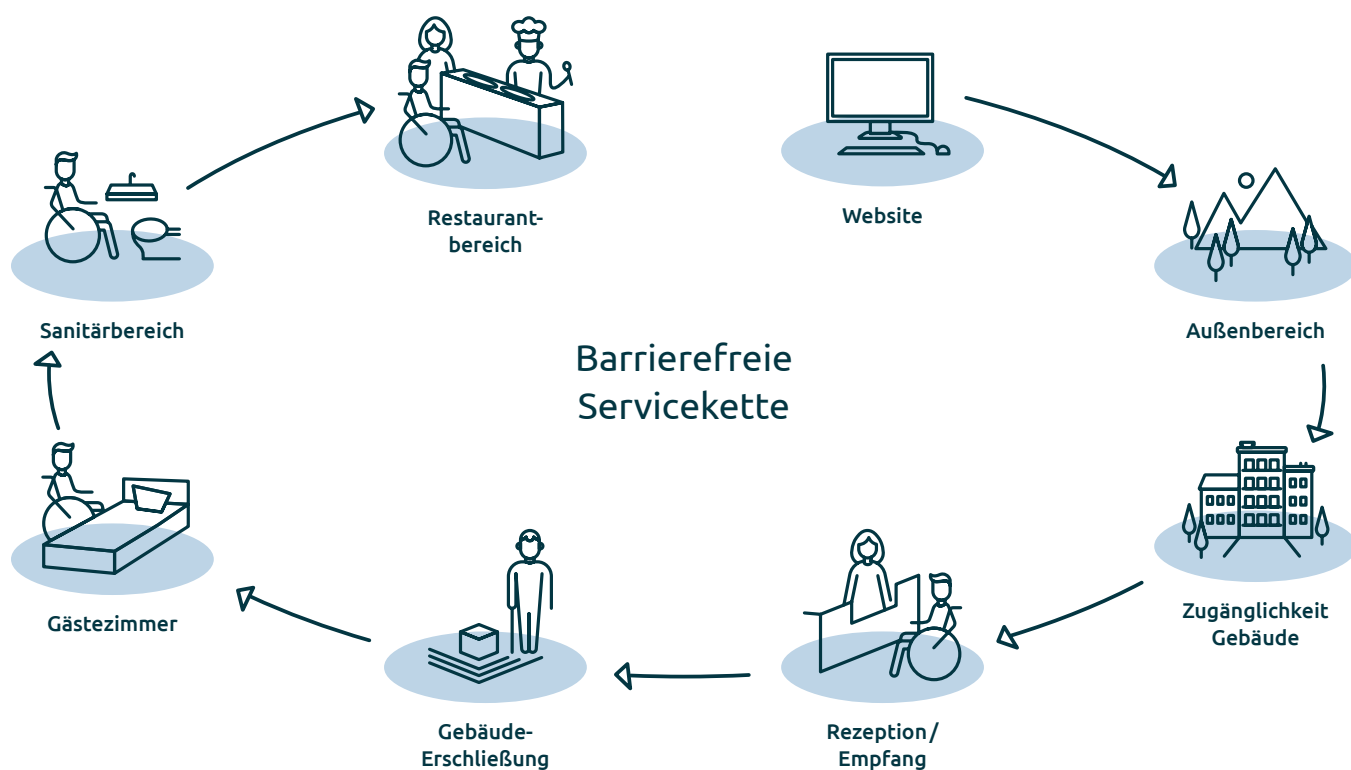 Restaurant-
bereich
Website
Sanitärbereich
Außenbereich
Barrierefreie
Servicekette
Gästezimmer
Zugänglichkeit
Gebäude
Gebäude-
Erschließung
Rezeption/
Empfang